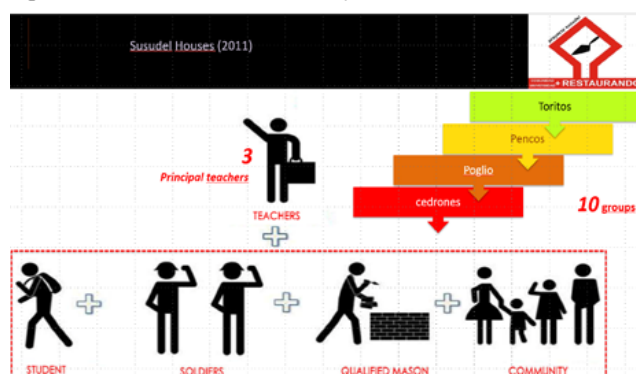 Susudel Houses (2011)
RESTAURANDO
Toritos
Pencos
Poglio
cedrones
3
Principal teachers
10 groups
TEACHERS
STUDENT
SOLDIERS
QUALIFIED MASON
COMMUNITY